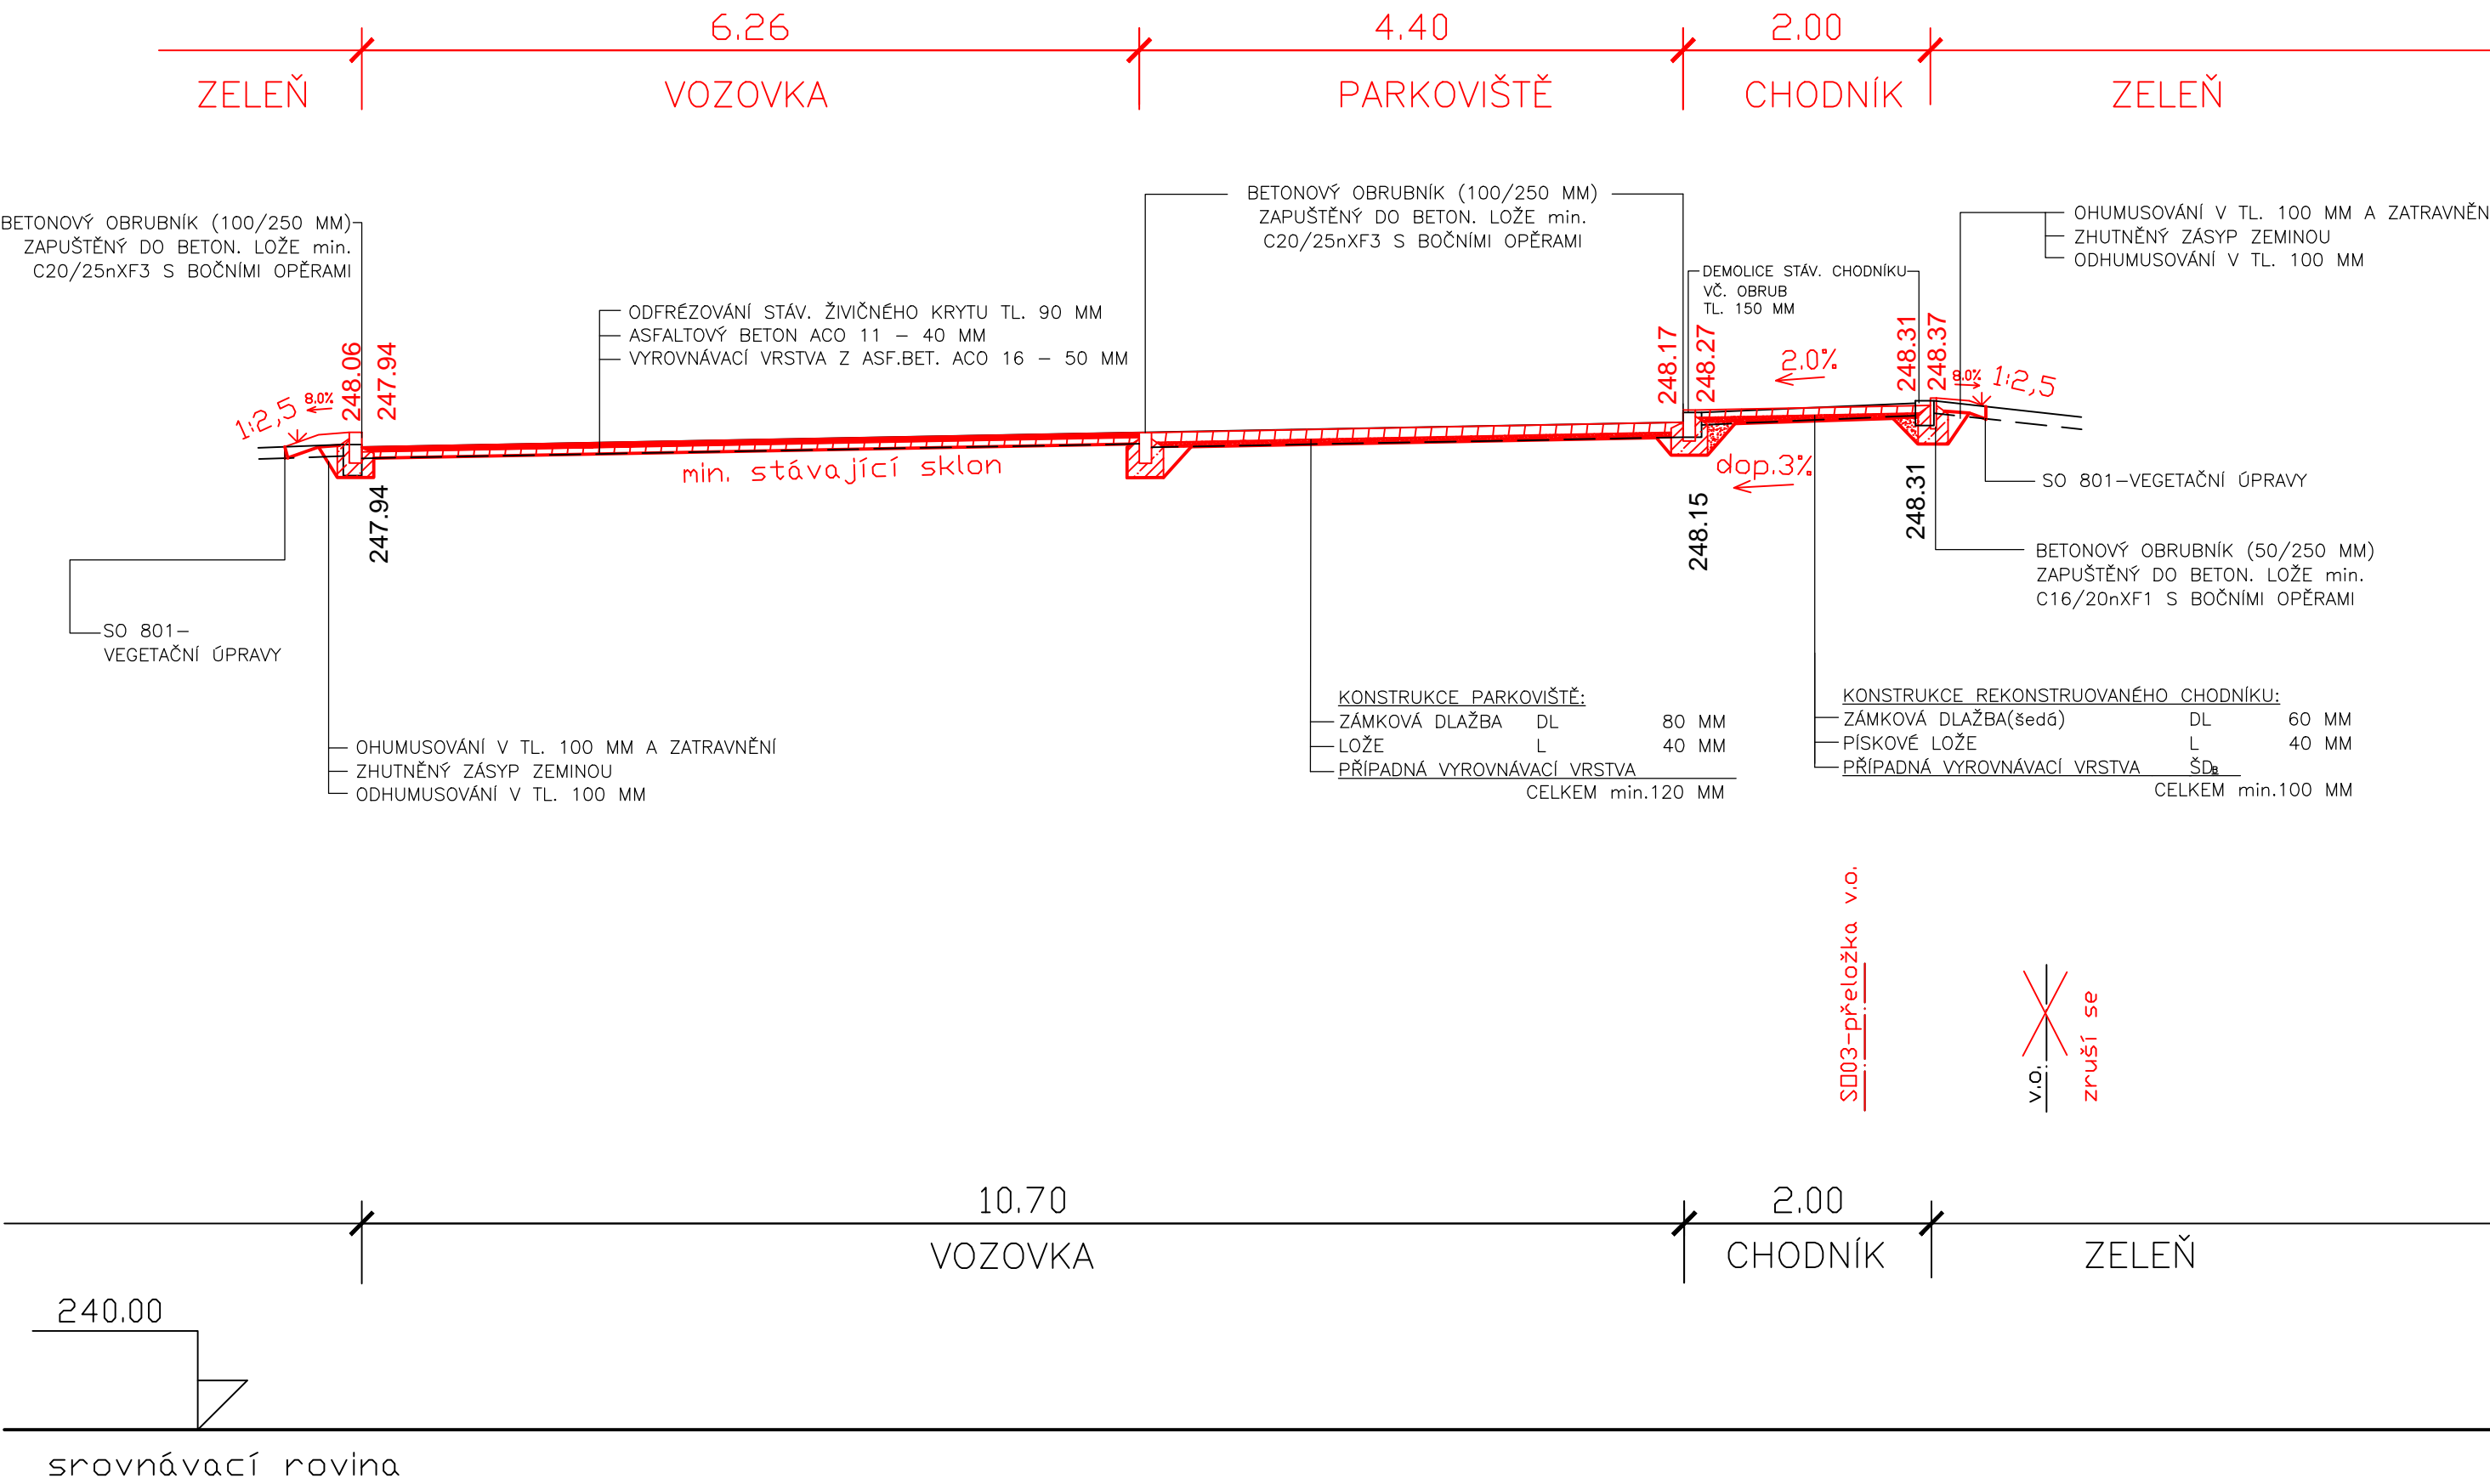 6.26
4.40
2.00
ZELEŇ
VOZOVKA
PARKOVIŠTĚ
CHODNÍK
ZELEŇ
BETONOVÝ OBRUBNÍK (100/250 MM)
ZAPUŠTĚNÝ DO BETON. LOŽE min.
C20/25nXF3 S BOČNÍMI OPĚRAMI
BETONOVÝ OBRUBNÍK (100/250 MM)
ZAPUŠTĚNÝ DO BETON. LOŽE min.
C20/25nXF3 S BOČNÍMI OPĚRAMI
OHUMUSOVÁNÍ V TL. 100 MM A ZATRAVNĚN
ZHUTNĚNÝ ZÁSYP ZEMINOU
ODHUMUSOVÁNÍ V TL. 100 MM
DEMOLICE STÁV. CHODNÍKU
VČ. OBRUB
TL. 150 MM
ODFRÉZOVÁNÍ STÁV. ŽIVIČNÉHO KRYTU TL. 90 MM
ASFALTOVÝ BETON ACO 11 – 40 MM
VYROVNÁVACÍ VRSTVA Z ASF.BET. ACO 16 – 50 MM
1:2,5
8.0%
248.06
247.94
248.17
248.27
2.0%
248.31
248.37
8.0%
1:2,5
min. stávající sklon
dop.3%
247.94
248.15
248.31
SO 801–VEGETAČNÍ ÚPRAVY
BETONOVÝ OBRUBNÍK (50/250 MM)
ZAPUŠTĚNÝ DO BETON. LOŽE min.
C16/20nXF1 S BOČNÍMI OPĚRAMI
SO 801–
VEGETAČNÍ ÚPRAVY
OHUMUSOVÁNÍ V TL. 100 MM A ZATRAVNĚNÍ
ZHUTNĚNÝ ZÁSYP ZEMINOU
ODHUMUSOVÁNÍ V TL. 100 MM
KONSTRUKCE PARKOVIŠTĚ:
ZÁMKOVÁ DLAŽBA DL 80 MM
LOŽE L 40 MM
PŘÍPADNÁ VYROVNÁVACÍ VRSTVA
CELKEM min.120 MM
KONSTRUKCE REKONSTRUOVANÉHO CHODNÍKU:
ZÁMKOVÁ DLAŽBA(šedá) DL 60 MM
PÍSKOVÉ LOŽE L 40 MM
PŘÍPADNÁ VYROVNÁVACÍ VRSTVA ŠDB
CELKEM min.100 MM
SO03-přeložka v.o.
v.o.
zruší se
10.70
2.00
VOZOVKA
CHODNÍK
ZELEŇ
240.00
srovnávací rovina